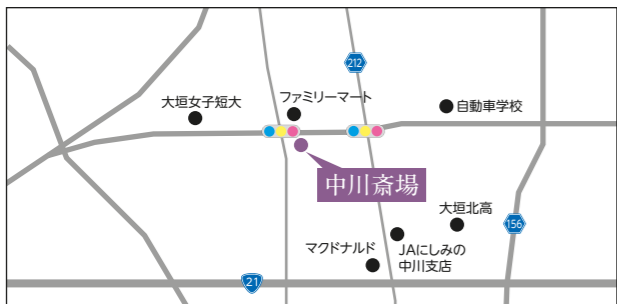 212
大垣女子短大
ファミリーマート
自動車学校
中川斎場
大垣北高
156
マクドナルド
JAにしみの
中川支店
21